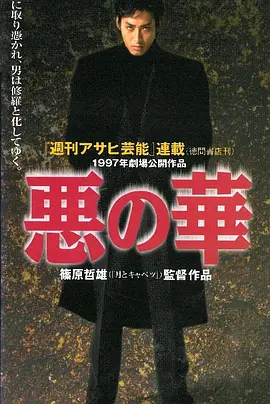 に取り憑かれ、男は修羅と化してゆく。
『週刊アサヒ芸能』連載(徳間書店刊)
1997年劇場公開作品
悪の華
篠原哲雄(『月とキャベツ』)監督作品